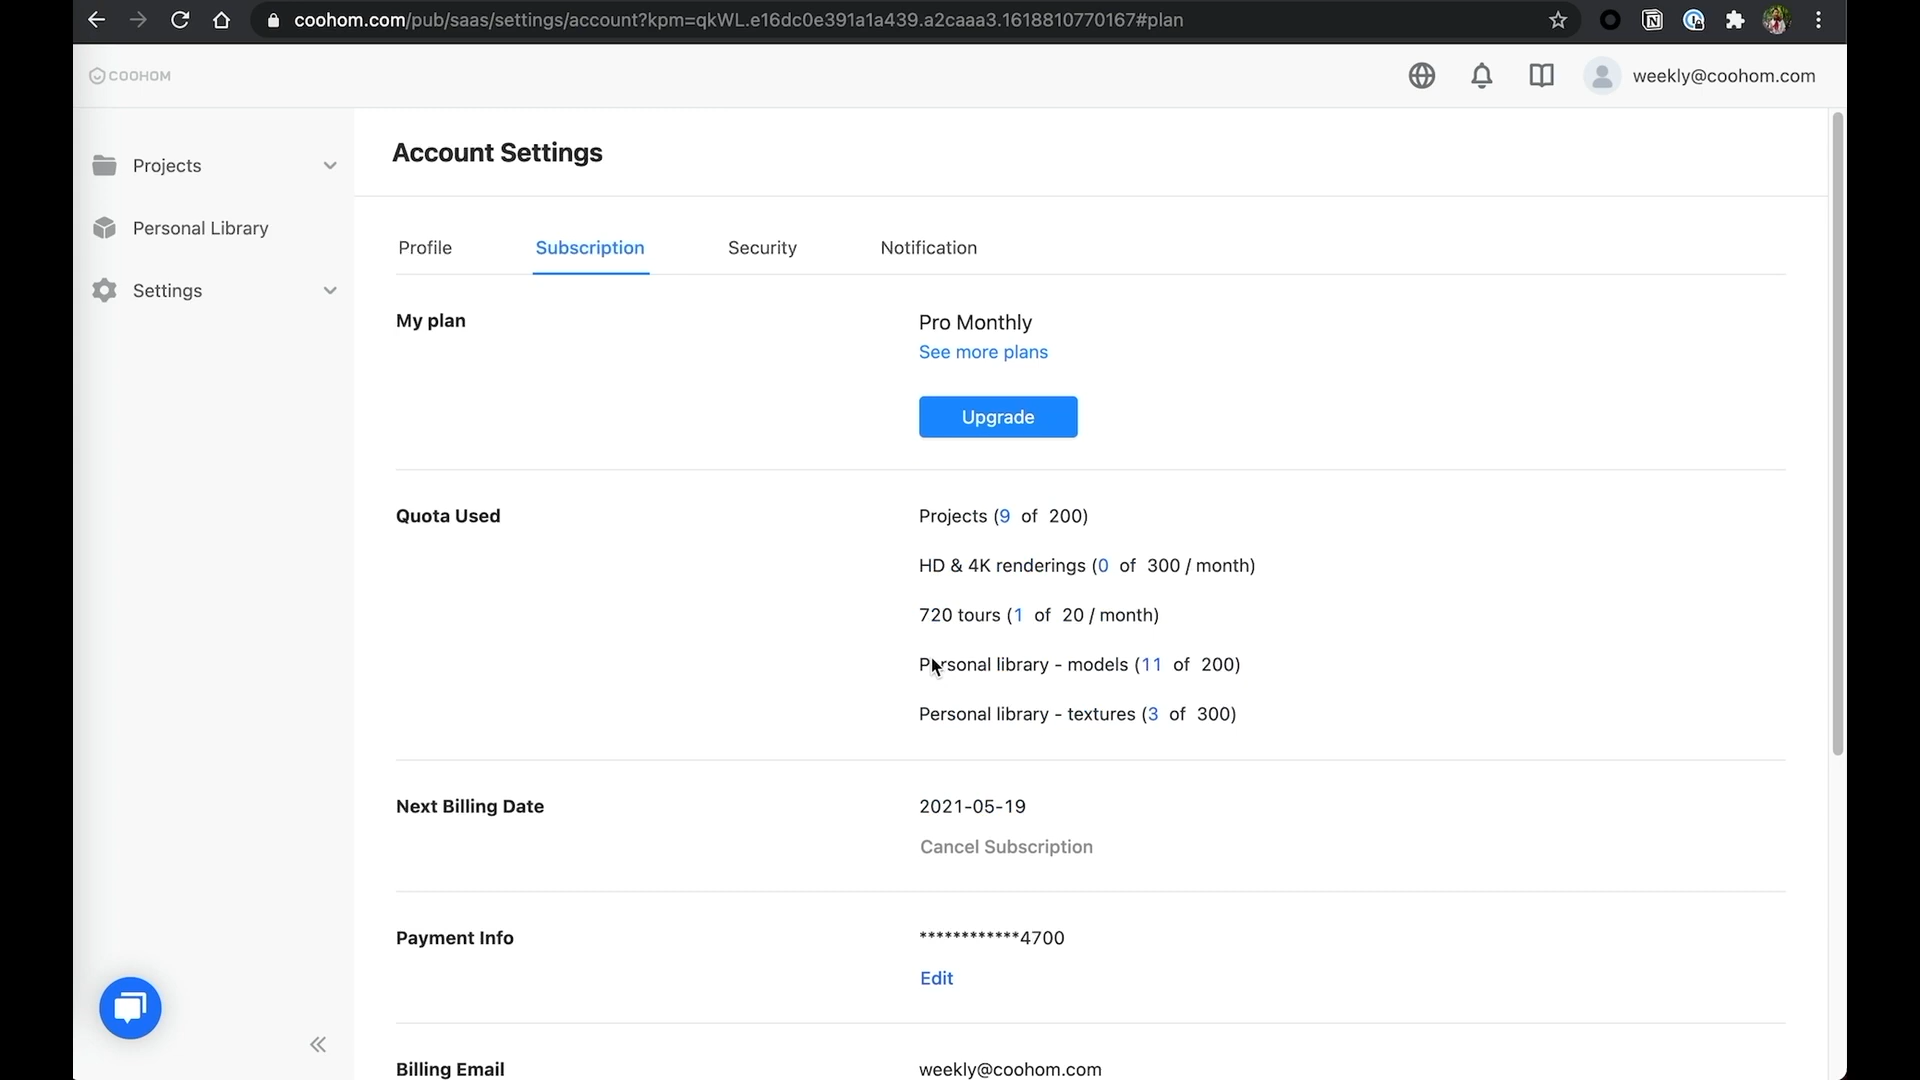 coohom.com/pub/saas/settings/account?kpm=qkWL.e16dc0e391a1a439.a2caaa3.1618810770167#plan
COOHOM
weekly@coohom.com
Projects
Personal Library
Settings
Account Settings
Profile Subscription Security Notification
My plan
Pro Monthly
See more plans
Upgrade
Quota Used
Projects (9 of 200)
HD & 4K renderings (0 of 300 / month)
720 tours (1 of 20 / month)
Personal library - models (11 of 200)
Personal library - textures (3 of 300)
Next Billing Date
2021-05-19
Cancel Subscription
Payment Info
************4700
Edit
Billing Email
weekly@coohom.com